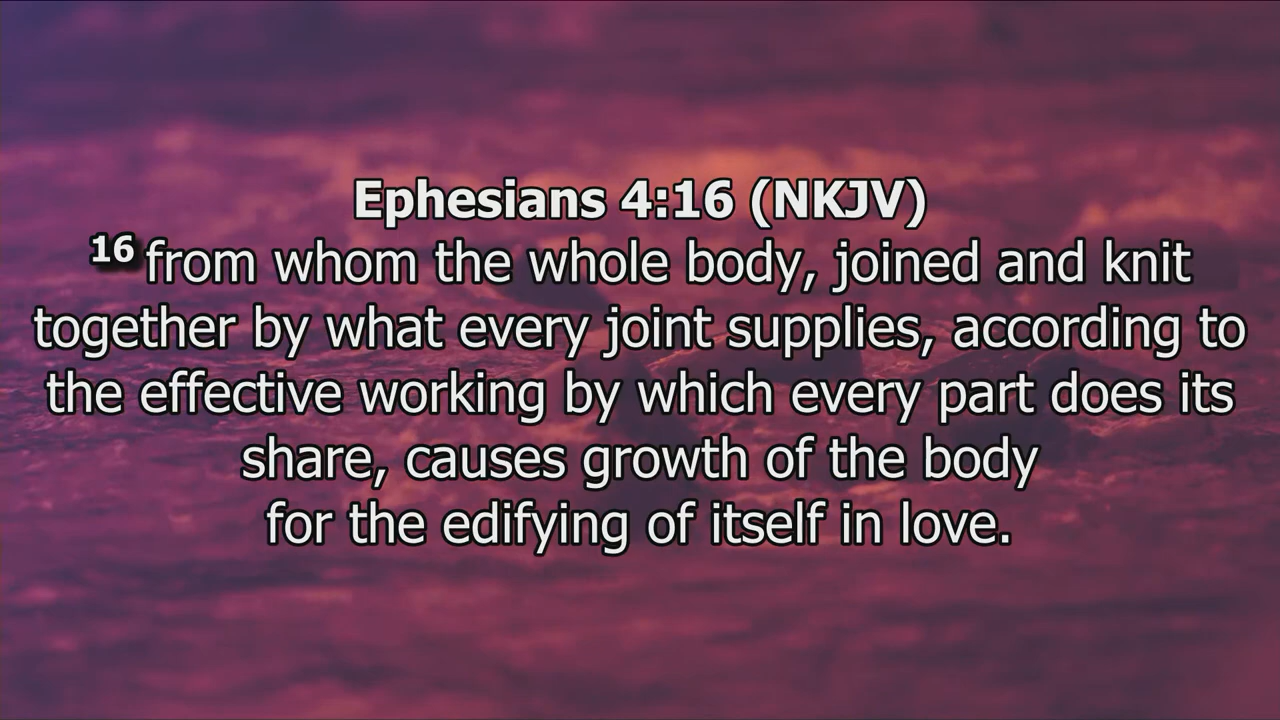 Ephesians 4:16 (NKJV)
16 from whom the whole body, joined and knit
together by what every joint supplies, according to
the effective working by which every part does its
share, causes growth of the body
for the edifying of itself in love.